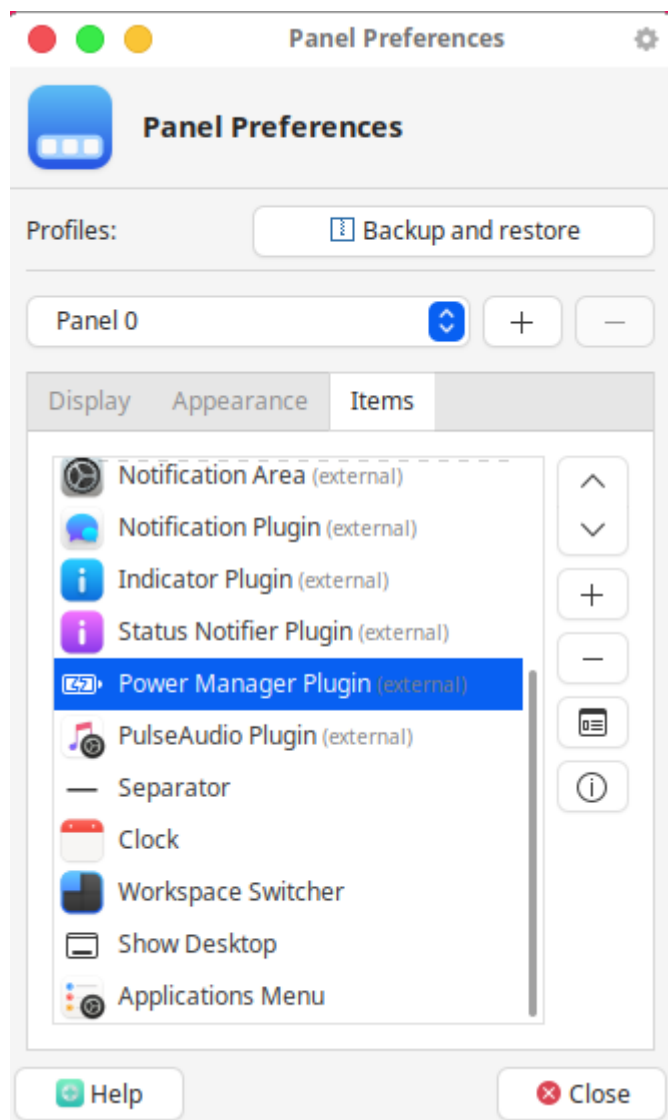 Panel Preferences
Panel Preferences
Profiles:
Backup and restore
Panel 0
Display Appearance Items
Notification Area (external)
Notification Plugin (external)
Indicator Plugin (external)
Status Notifier Plugin (external)
Power Manager Plugin (external)
PulseAudio Plugin (external)
Separator
Clock
Workspace Switcher
Show Desktop
Applications Menu
Help Close